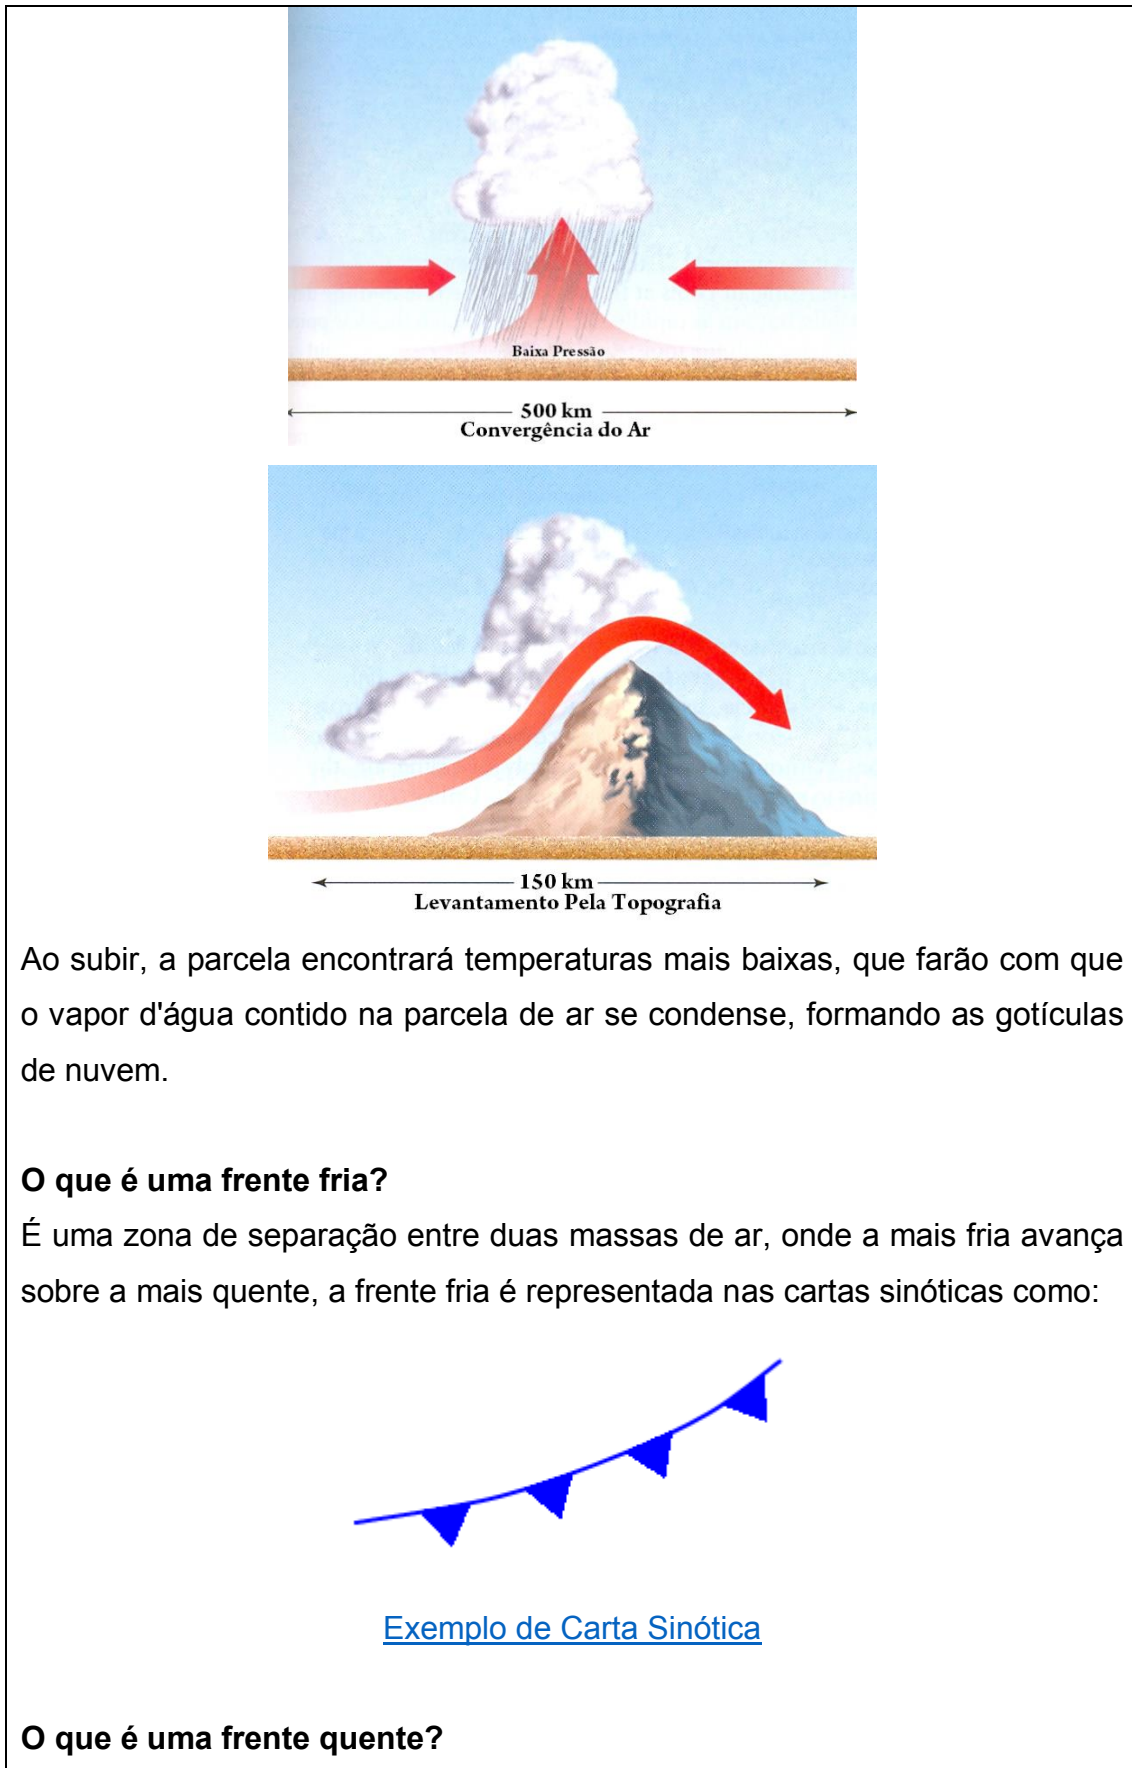 Baixa Pressão
500 km
Convergência do Ar
150 km
Levantamento Pela Topografia
Ao subir, a parcela encontrará temperaturas mais baixas, que farão com que
o vapor d'água contido na parcela de ar se condense, formando as gotículas
de nuvem.
O que é uma frente fria?
É uma zona de separação entre duas massas de ar, onde a mais fria avança
sobre a mais quente, a frente fria é representada nas cartas sinóticas como:
Exemplo de Carta Sinótica
O que é uma frente quente?